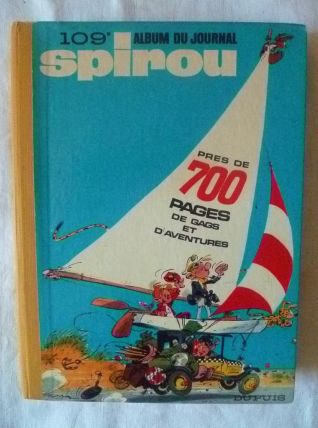 109e ALBUM DU JOURNAL
spirou
PRES DE
700
PAGES
DE GAGS
ET
D'AVENTURES
DUPUIS